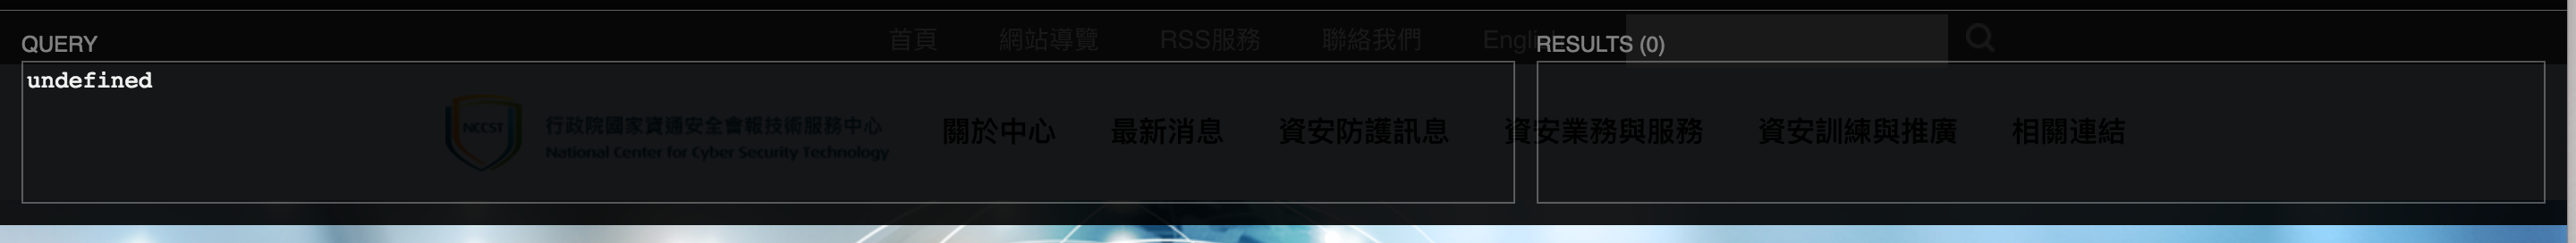 首頁 網站導覽 RSS服務 聯絡我們 English
QUERY
RESULTS (0)
undefined
NCCST
行政院國家資通安全會報技術服務中心
National Center for Cyber Security Technology
關於中心 最新消息 資安防護訊息 資安業務與服務 資安訓練與推廣 相關連結